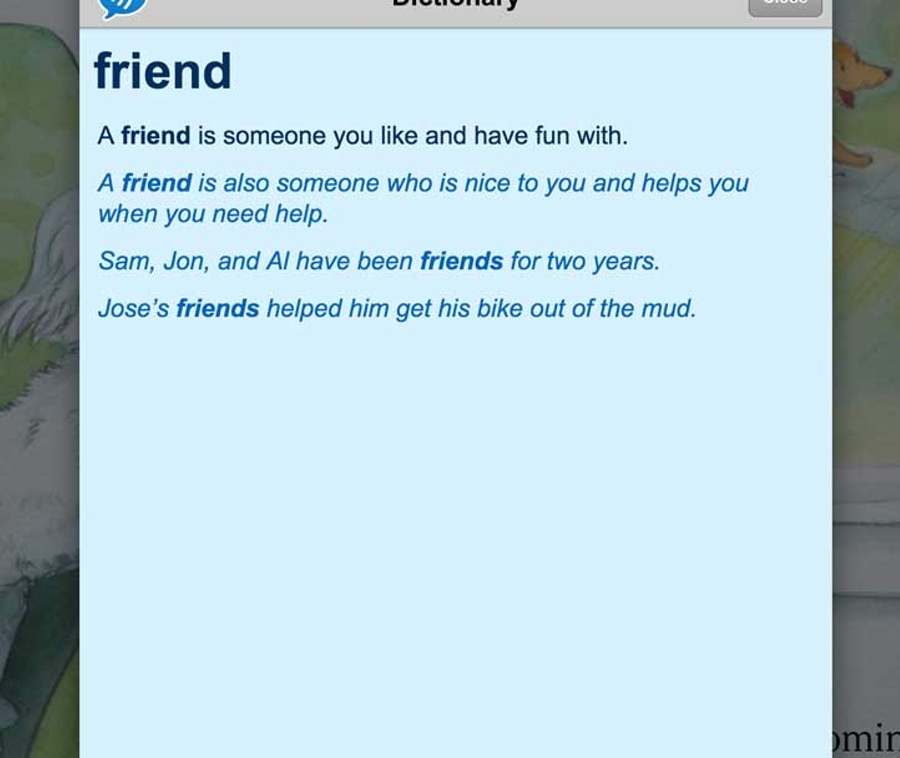 Dictionary
Close
friend
A friend is someone you like and have fun with.
A friend is also someone who is nice to you and helps you
when you need help.
Sam, Jon, and Al have been friends for two years.
Jose’s friends helped him get his bike out of the mud.